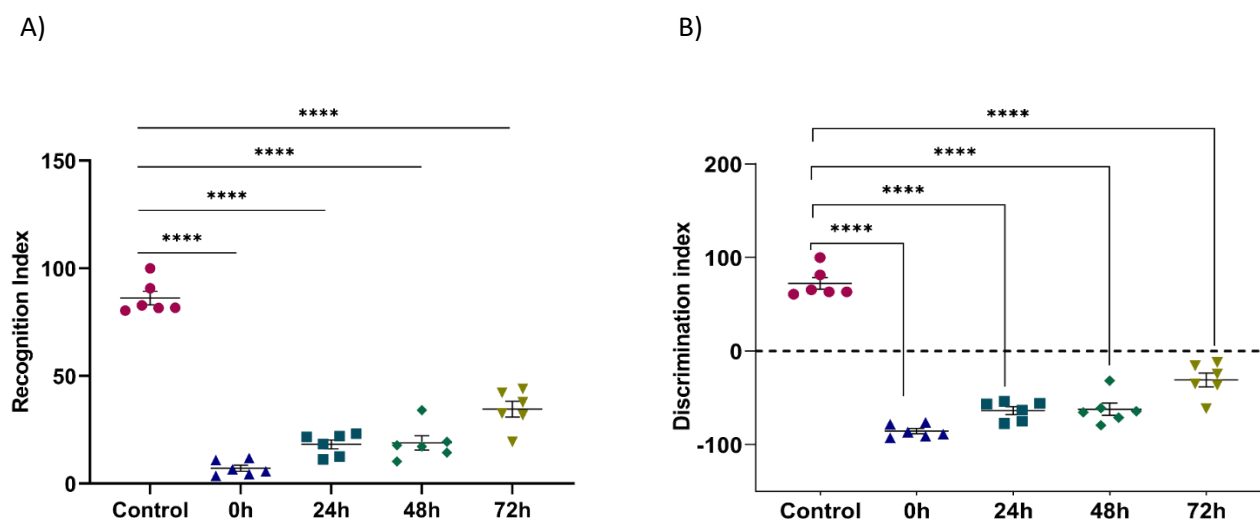 A)
B)
****
****
****
****
150
100
50
0
Recognition Index
Control 0h 24h 48h 72h
****
****
****
****
200
100
0
-100
Discrimination index
Control 0h 24h 48h 72h